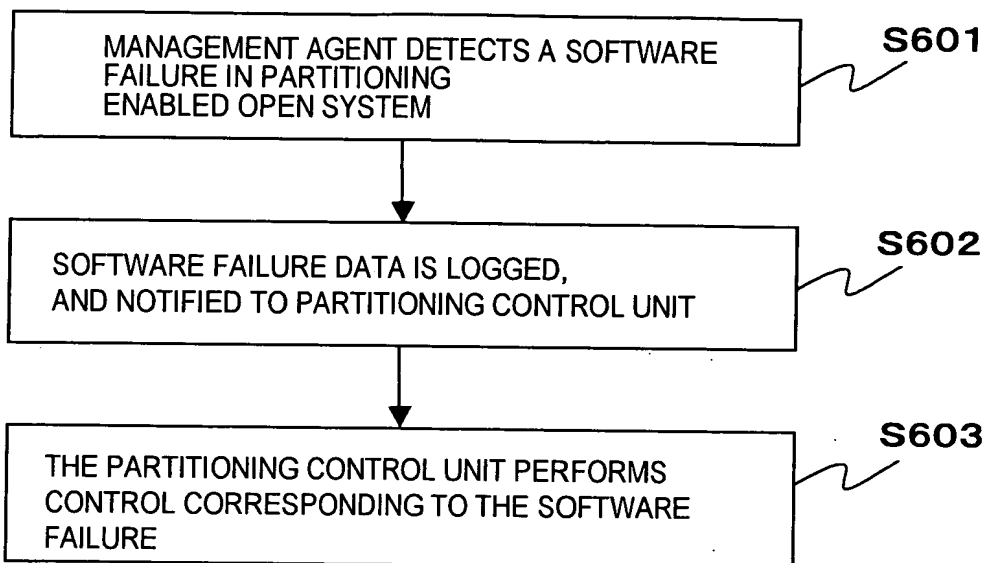 MANAGEMENT AGENT DETECTS A SOFTWARE
FAILURE IN PARTITIONING
ENABLED OPEN SYSTEM
S601
SOFTWARE FAILURE DATA IS LOGGED,
AND NOTIFIED TO PARTITIONING CONTROL UNIT
S602
THE PARTITIONING CONTROL UNIT PERFORMS
CONTROL CORRESPONDING TO THE SOFTWARE
FAILURE
S603